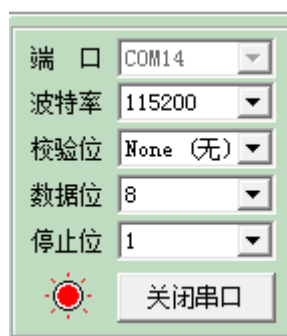 端 口 COM14
波特率 115200
校验位 None (无)
数据位 8
停止位 1
关闭串口